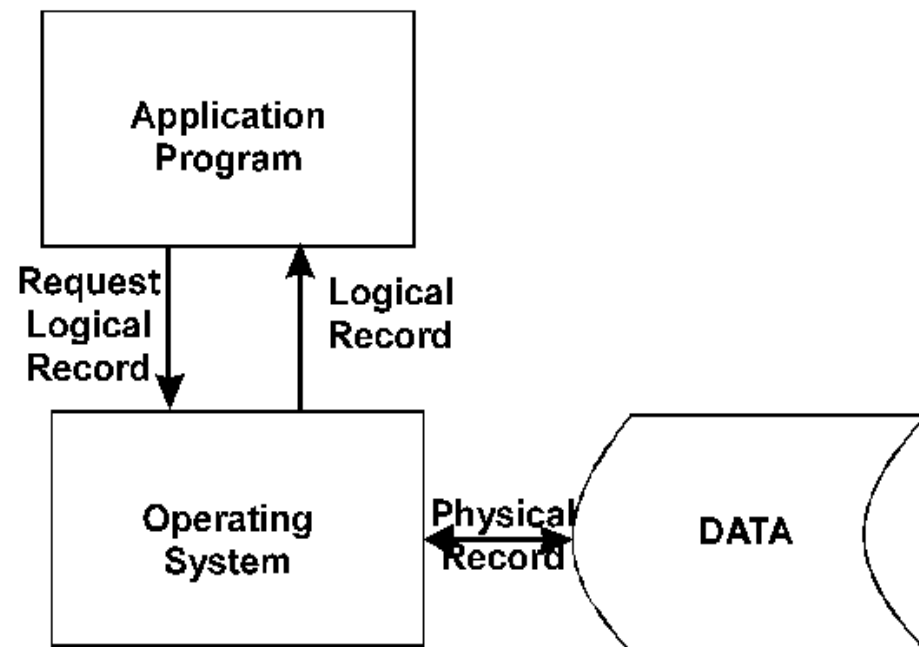 Application
Program
Request
Logical
Record
Logical
Record
Operating
System
Physical
Record
DATA